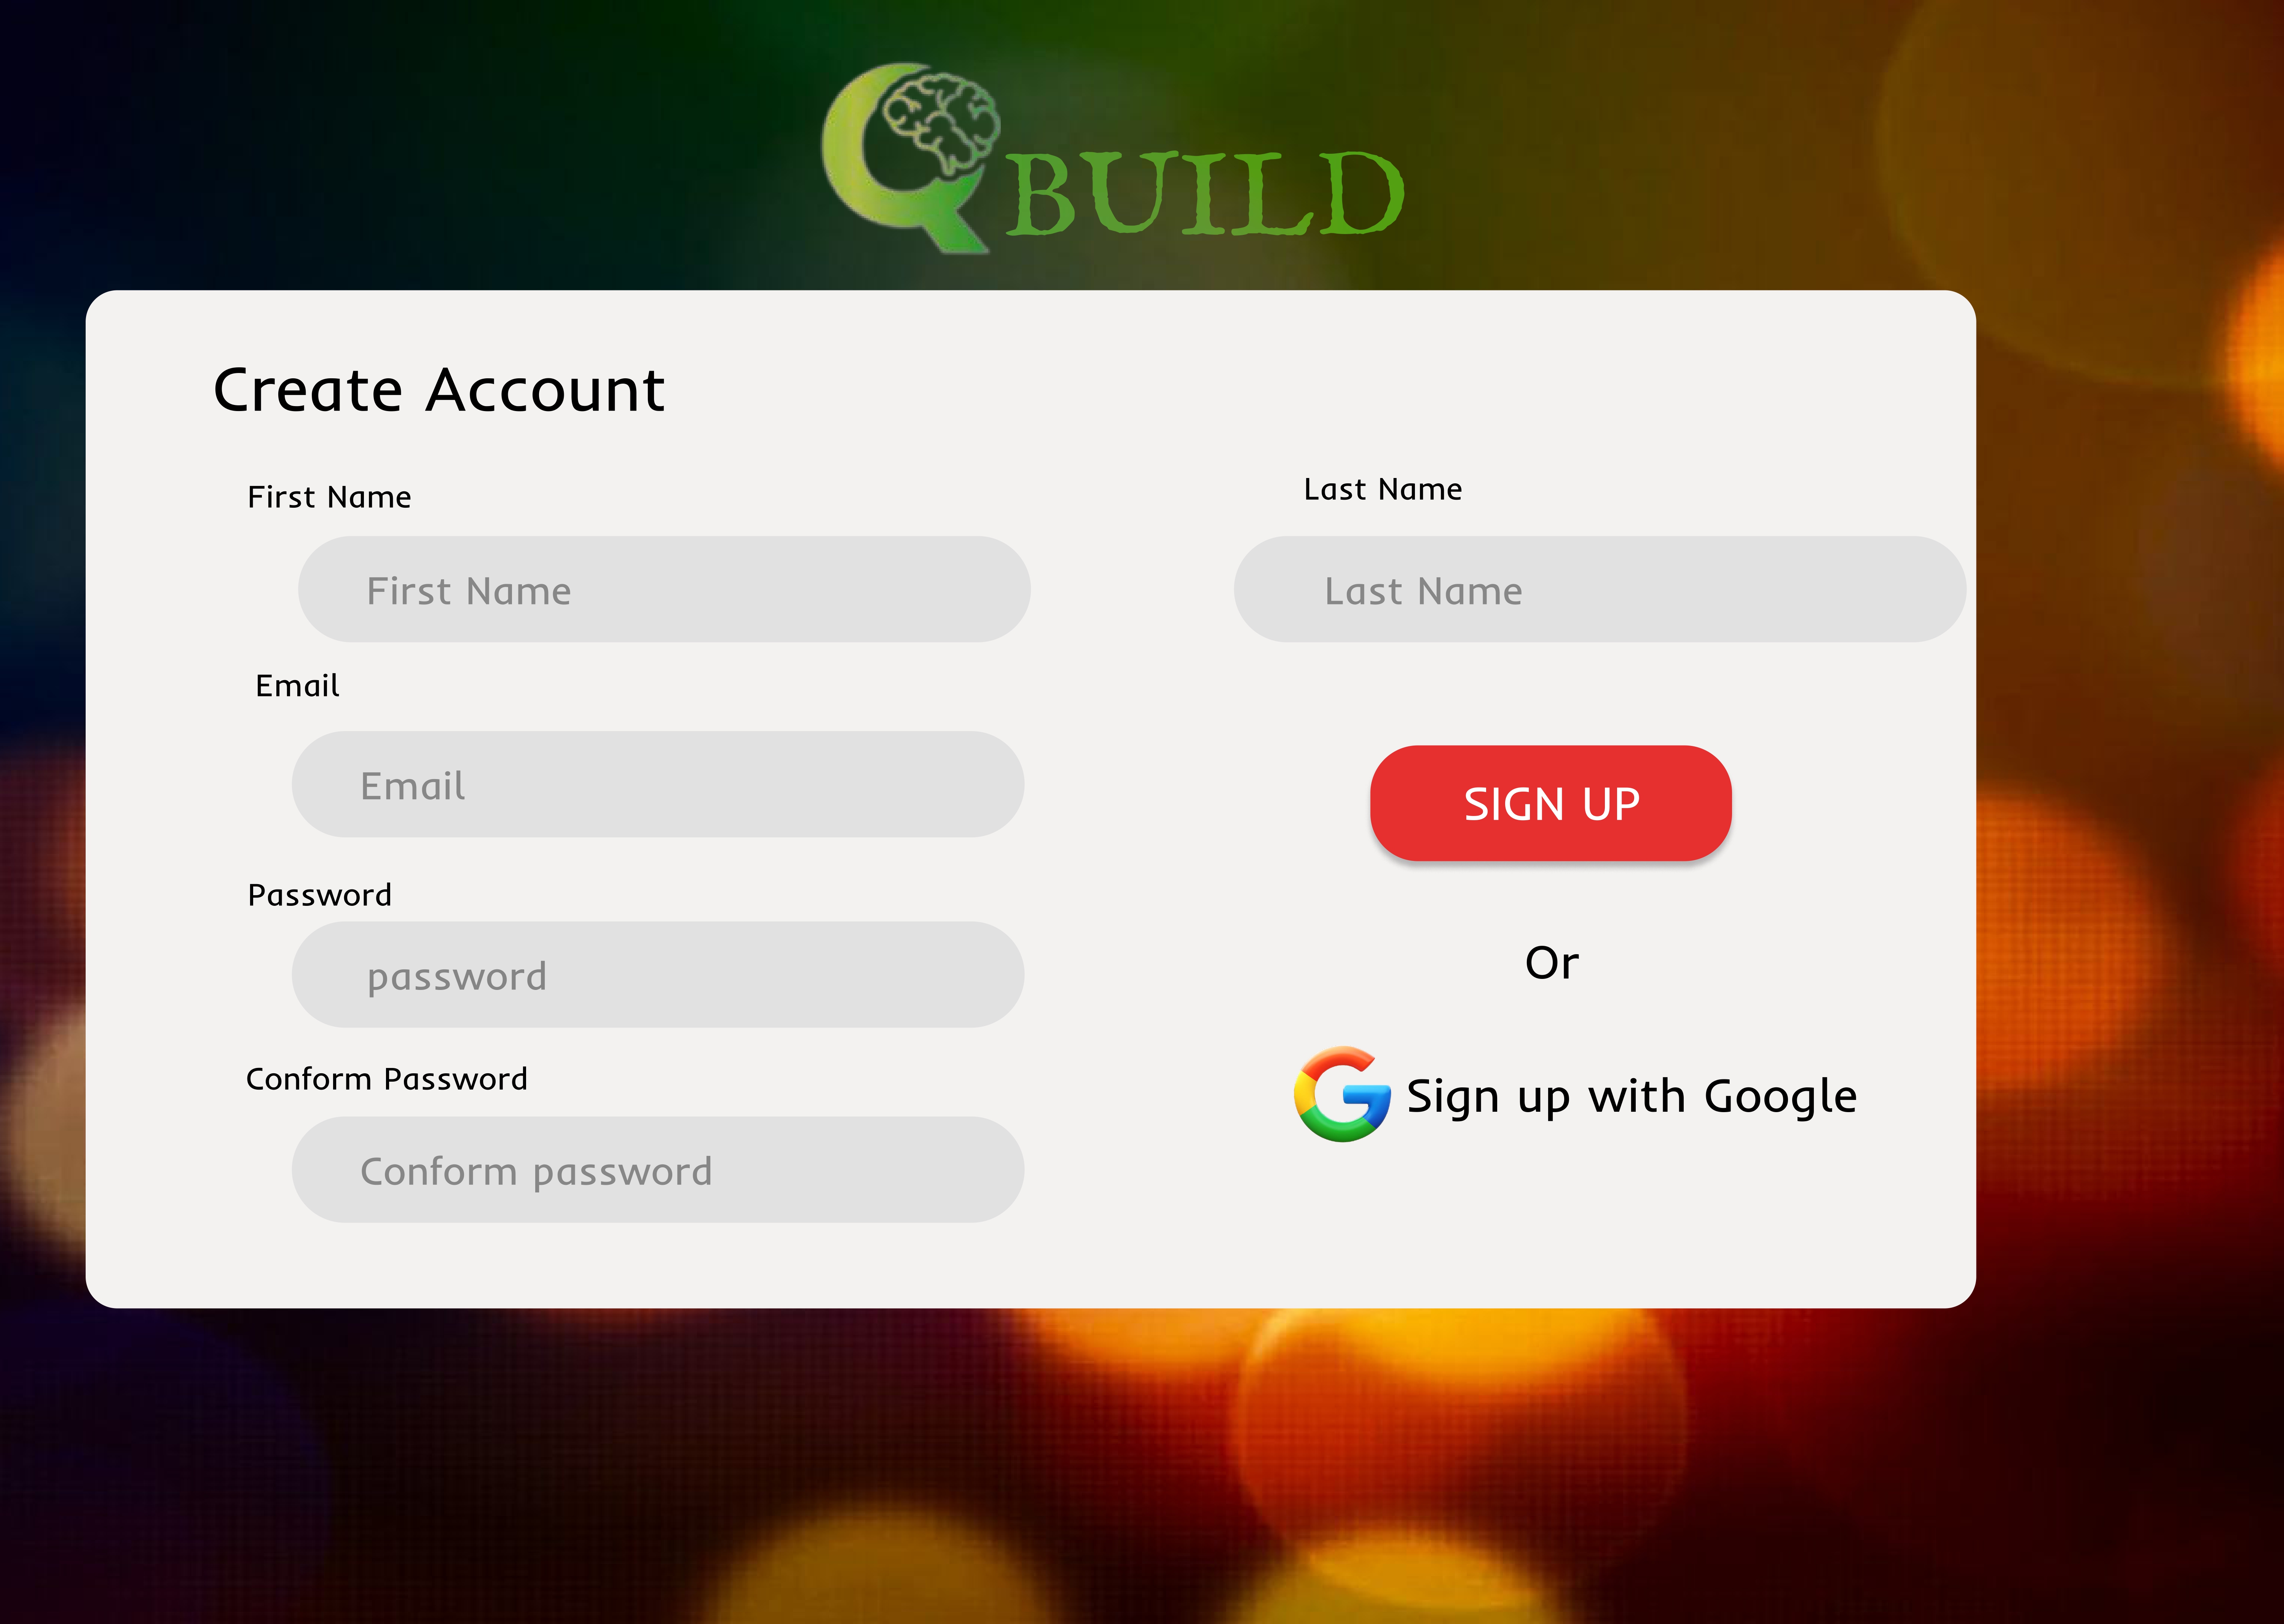 QBUILD
Create Account
First Name
Last Name
First Name
Last Name
Email
Email
SIGN UP
Password
password
Or
Conform Password
Sign up with Google
Conform password